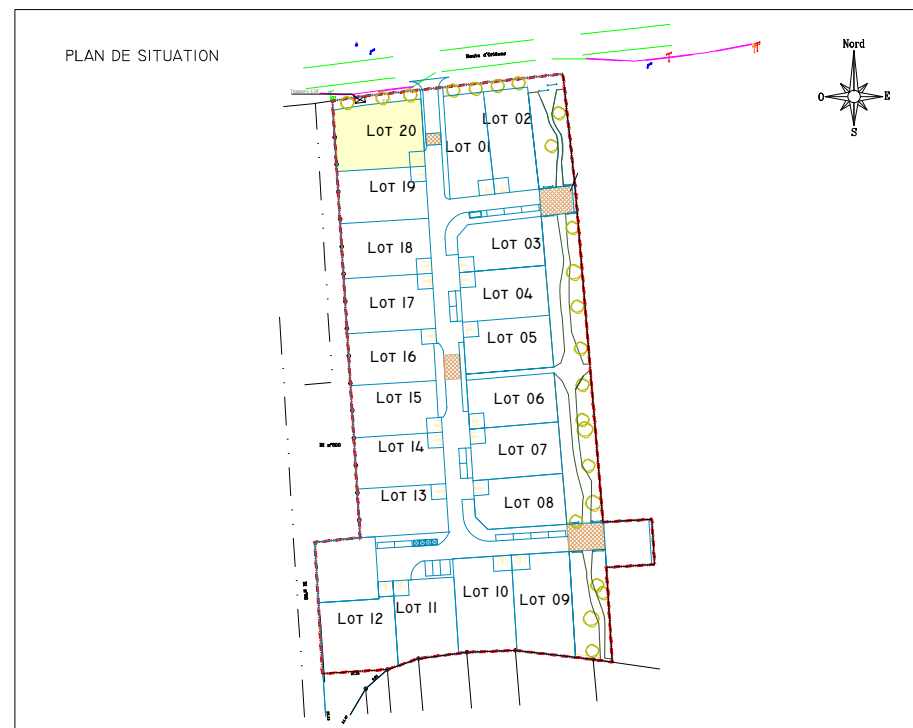 PLAN DE SITUATION
Route d'Orléans
Nord
O
E
S
LOT 20
LOT 01
LOT 02
LOT 19
LOT 18
LOT 03
LOT 17
LOT 04
LOT 16
LOT 05
LOT 15
LOT 06
LOT 14
LOT 07
LOT 13
LOT 08
LOT 12
LOT 11
LOT 10
LOT 09